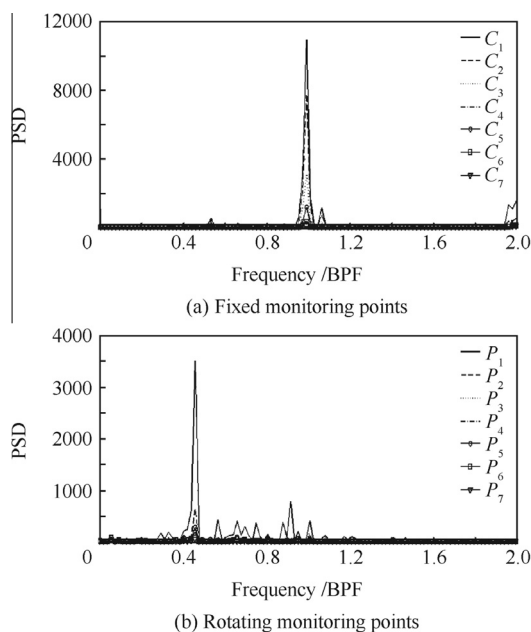 12000
8000
4000
0
PSD
C1
C2
C3
C4
C5
C6
C7
0.4
0.8
1.2
1.6
2.0
Frequency /BPF
(a) Fixed monitoring points
4000
3000
2000
1000
0
PSD
P1
P2
P3
P4
P5
P6
P7
0.4
0.8
1.2
1.6
2.0
Frequency /BPF
(b) Rotating monitoring points